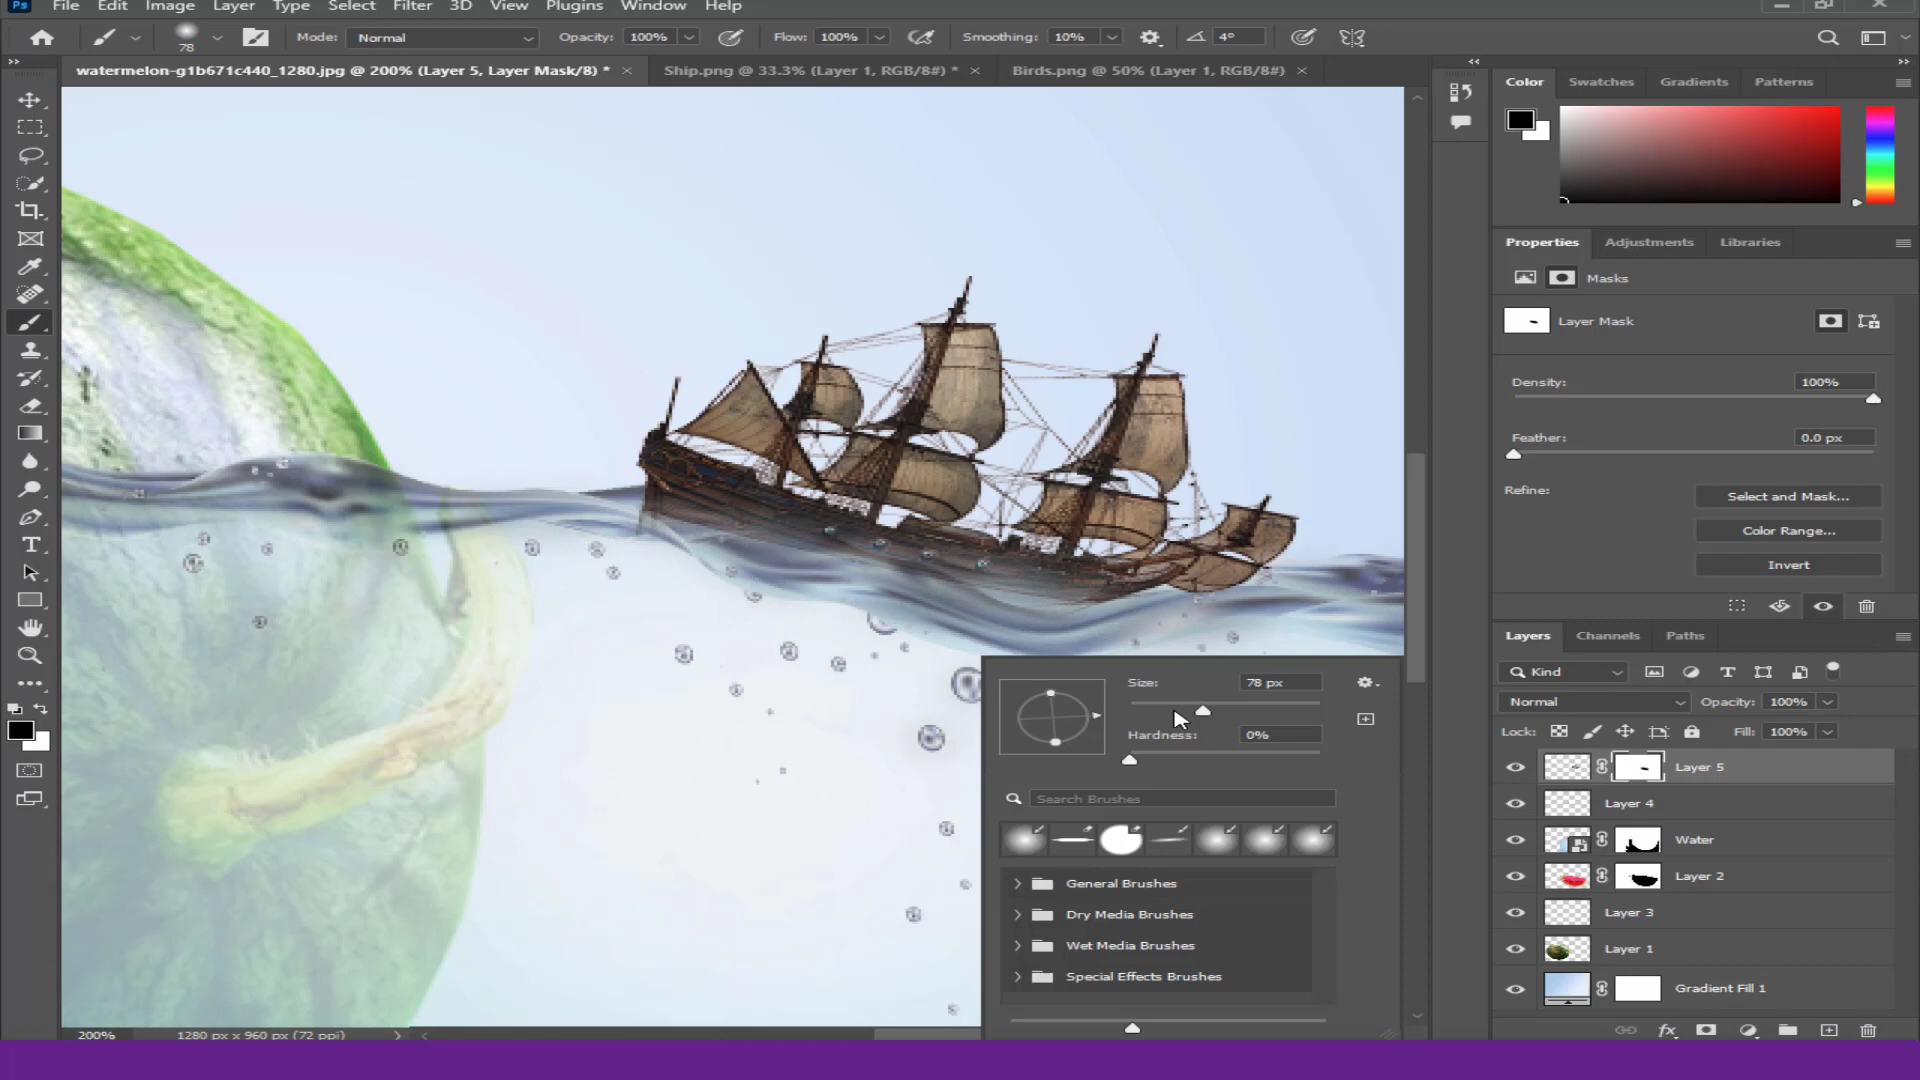 Ps File Edit Image Layer Type Select Filter 3D View Plugins Window Help
78 Mode: Normal Opacity: 100% Flow: 100% Smoothing: 10% 4°
watermelon-g1b671c440_1280.jpg @ 200% (Layer 5, Layer Mask/8) * Ship.png @ 33.3% (Layer 1, RGB/8#) * Birds.png @ 50% (Layer 1, RGB/8#)
Color Swatches Gradients Patterns
Properties Adjustments Libraries
Masks
Layer Mask
Density: 100%
Feather: 0.0 px
Refine: Select and Mask...
Color Range...
Invert
Layers Channels Paths
Kind
Normal Opacity: 100%
Lock: Fill: 100%
Layer 5
Layer 4
Water
Layer 2
Layer 3
Layer 1
Gradient Fill 1
Size: 78 px
Hardness: 0%
Search Brushes
General Brushes
Dry Media Brushes
Wet Media Brushes
Special Effects Brushes
200% 1280 px x 960 px (72 ppi)